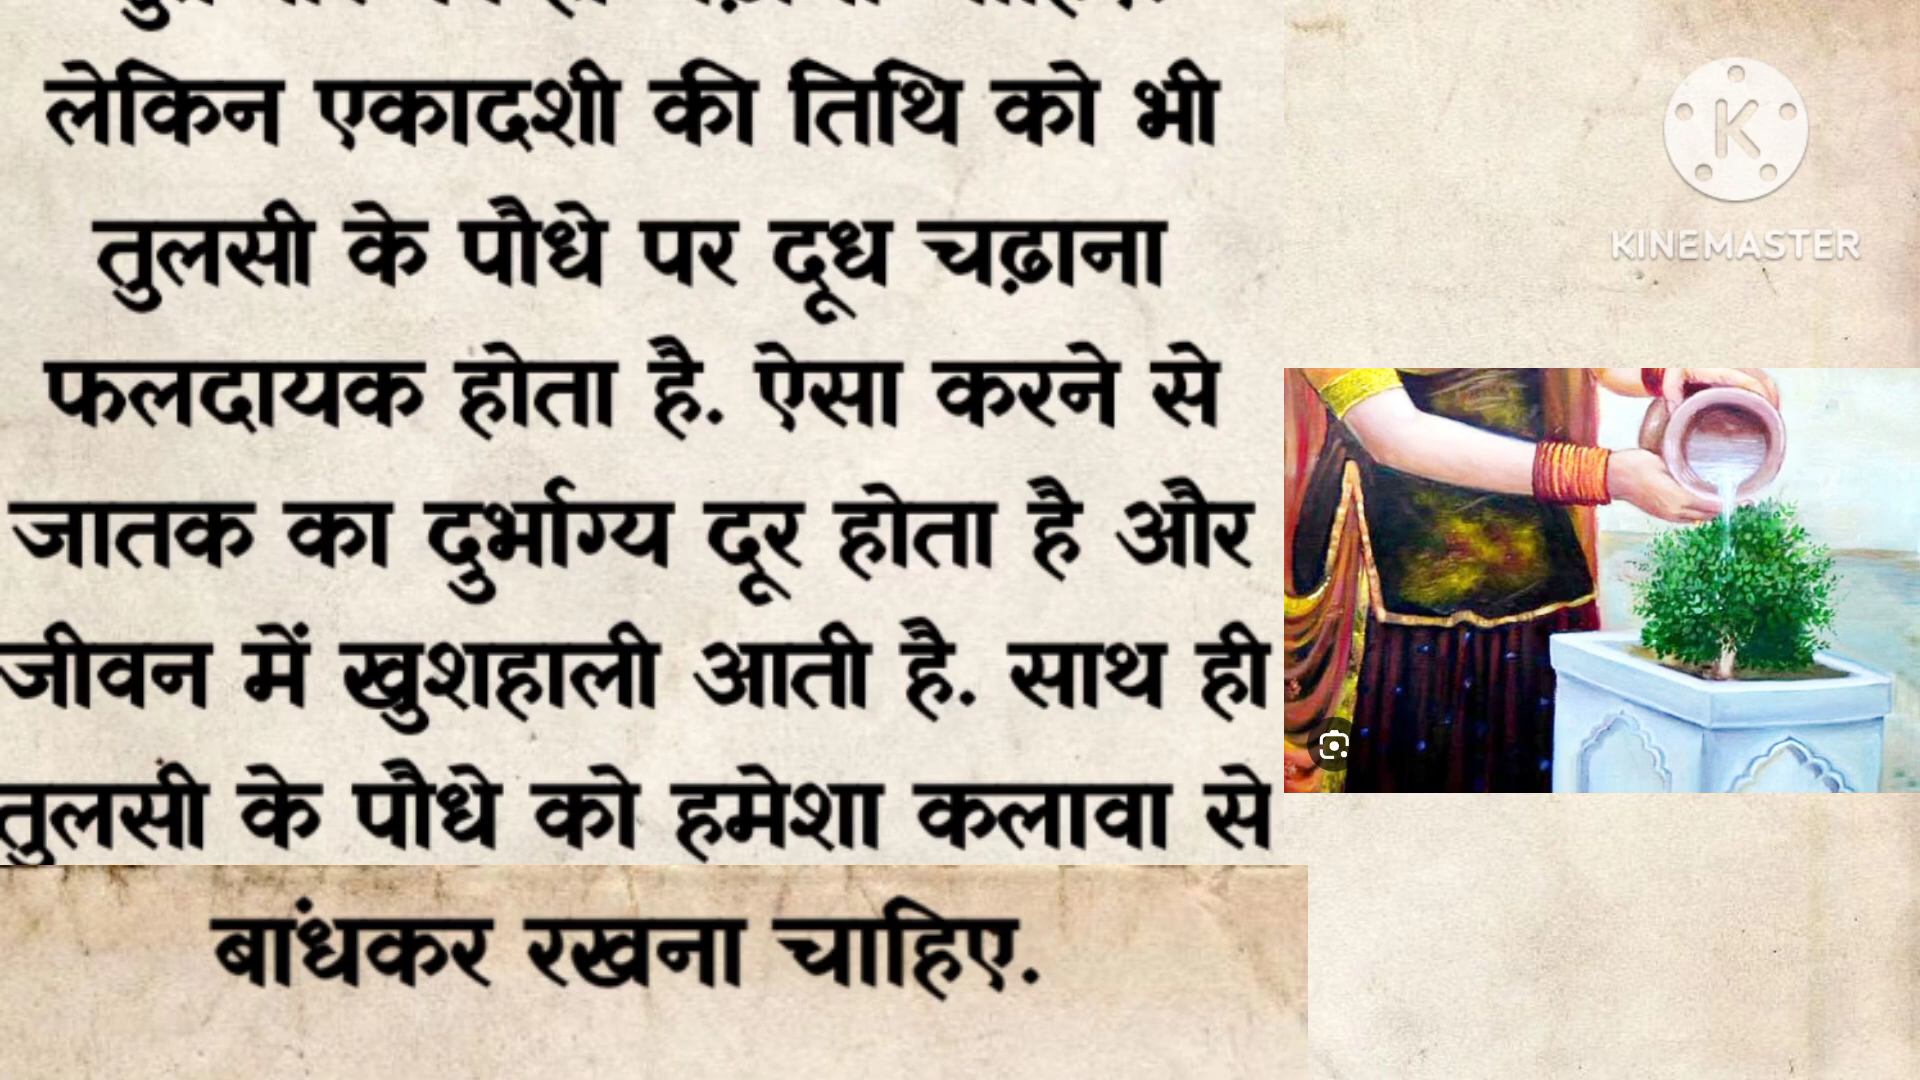 लेकिन एकादशी की तिथि को भी
तुलसी के पौधे पर दूध चढ़ाना
फलदायक होता है. ऐसा करने से
जातक का दुर्भाग्य दूर होता है और
जीवन में खुशहाली आती है. साथ ही
तुलसी के पौधे को हमेशा कलावा से
बांधकर रखना चाहिए.
K
KINEMASTER